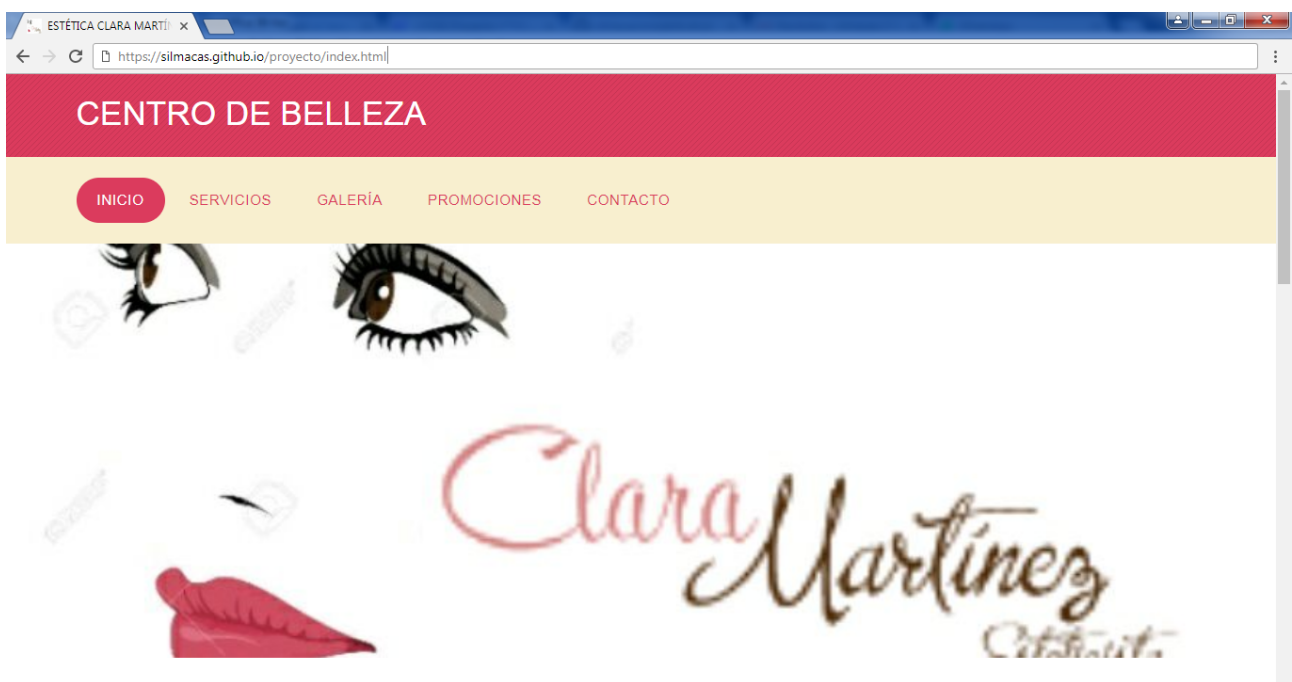 ESTÉTICA CLARA MARTÍ
https://silmacas.github.io/proyecto/index.html
CENTRO DE BELLEZA
INICIO SERVICIOS GALERÍA PROMOCIONES CONTACTO
Clara
Martínez